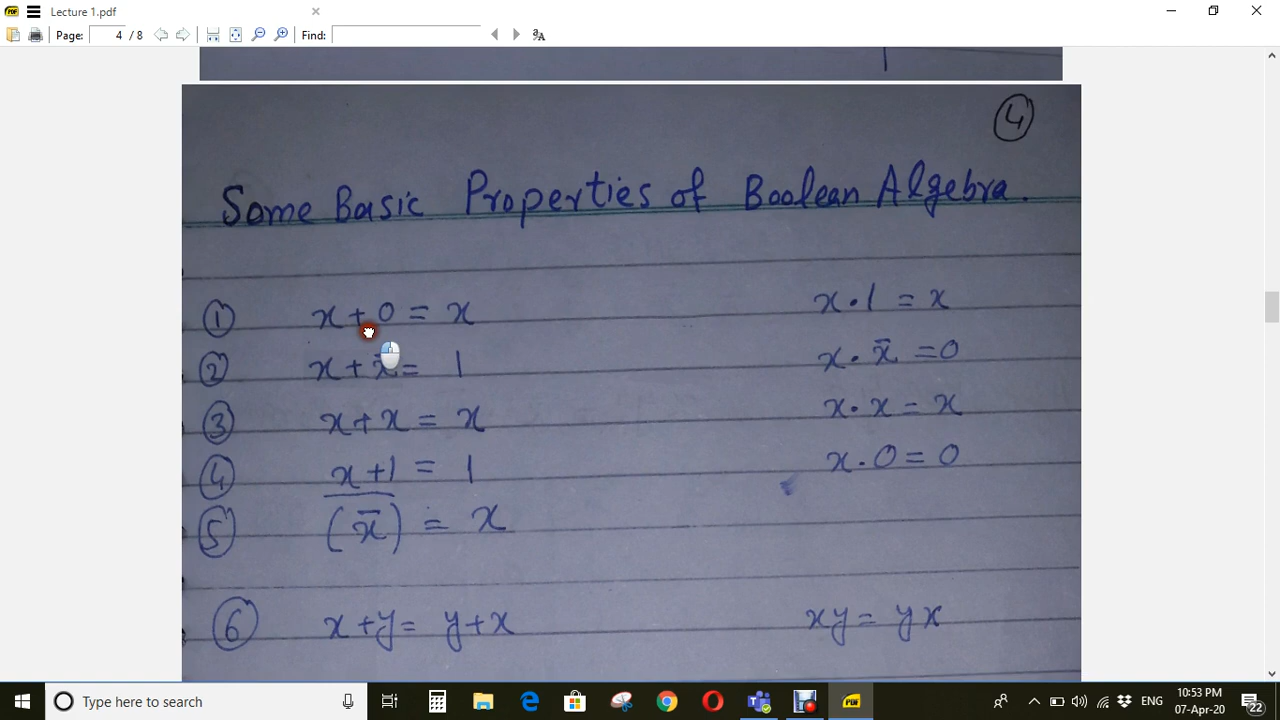 Lecture 1.pdf
Page: 4 / 8 Find:
4
Some Basic Properties of Boolean Algebra.
① x + 0 = x x · 1 = x
② x + x̄ = 1 x · x̄ = 0
③ x + x = x x · x = x
④ x + 1 = 1 x · 0 = 0
⑤ \overline{(x̄)} = x
⑥ x + y = y + x xy = yx
Type here to search
ENG
10:53 PM
07-Apr-20
22